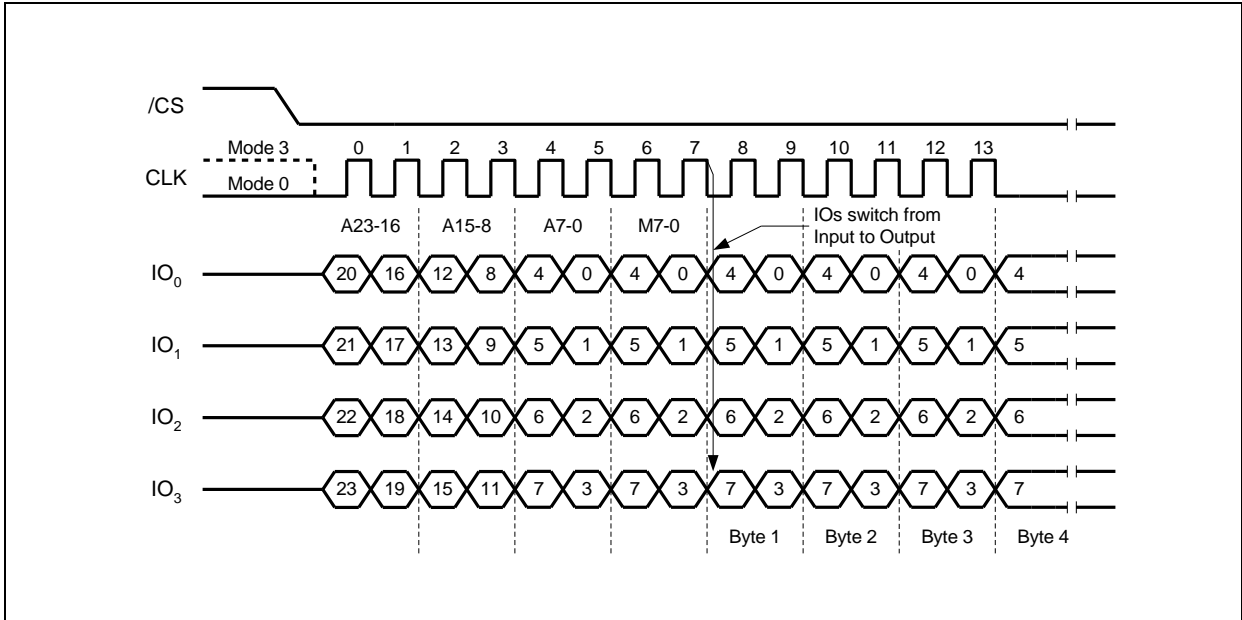 /CS
Mode 3
0 1 2 3 4 5 6 7 8 9 10 11 12 13
CLK
Mode 0
A23-16 A15-8 A7-0 M7-0
IOs switch from
Input to Output
IO0 20 16 12 8 4 0 4 0 4 0 4 0 4 0 4
IO1 21 17 13 9 5 1 5 1 5 1 5 1 5 1 5
IO2 22 18 14 10 6 2 6 2 6 2 6 2 6 2 6
IO3 23 19 15 11 7 3 7 3 7 3 7 3 7 3 7
Byte 1 Byte 2 Byte 3 Byte 4